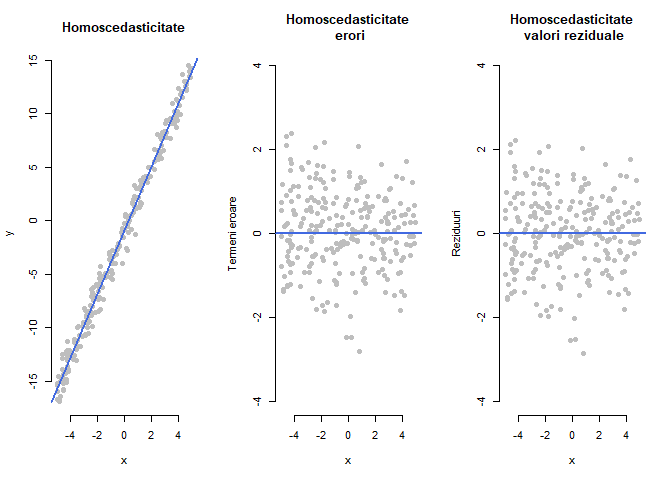 Homoscedasticitate
15
10
5
0
-5
-10
-15
y
-4 -2 0 2 4
x
Homoscedasticitate
erori
4
2
0
-2
-4
Termeni eroare
-4 -2 0 2 4
x
Homoscedasticitate
valori reziduale
4
2
0
-2
-4
Reziduuri
-4 -2 0 2 4
x